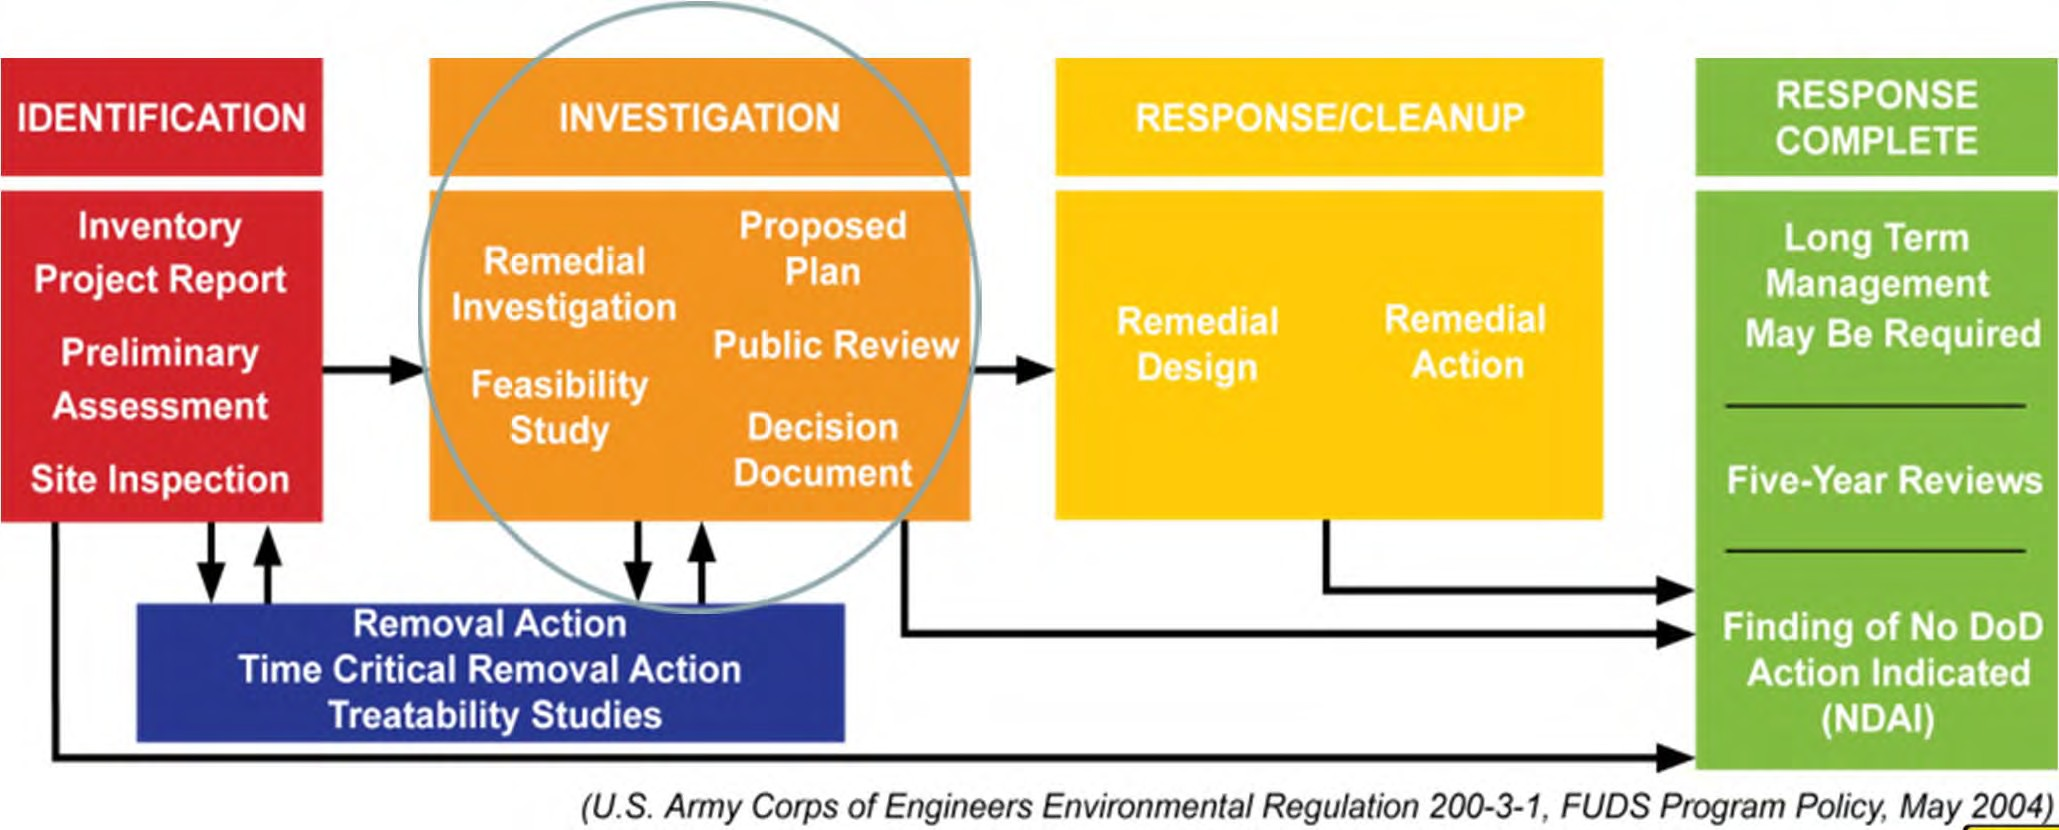 IDENTIFICATION
Inventory
Project Report
Preliminary
Assessment
Site Inspection
INVESTIGATION
Remedial
Investigation
Feasibility
Study
Proposed
Plan
Public Review
Decision
Document
RESPONSE/CLEANUP
Remedial
Design
Remedial
Action
RESPONSE
COMPLETE
Long Term
Management
May Be Required
Five-Year Reviews
Finding of No DoD
Action Indicated
(NDAI)
Removal Action
Time Critical Removal Action
Treatability Studies
(U.S. Army Corps of Engineers Environmental Regulation 200-3-1, FUDS Program Policy, May 2004)